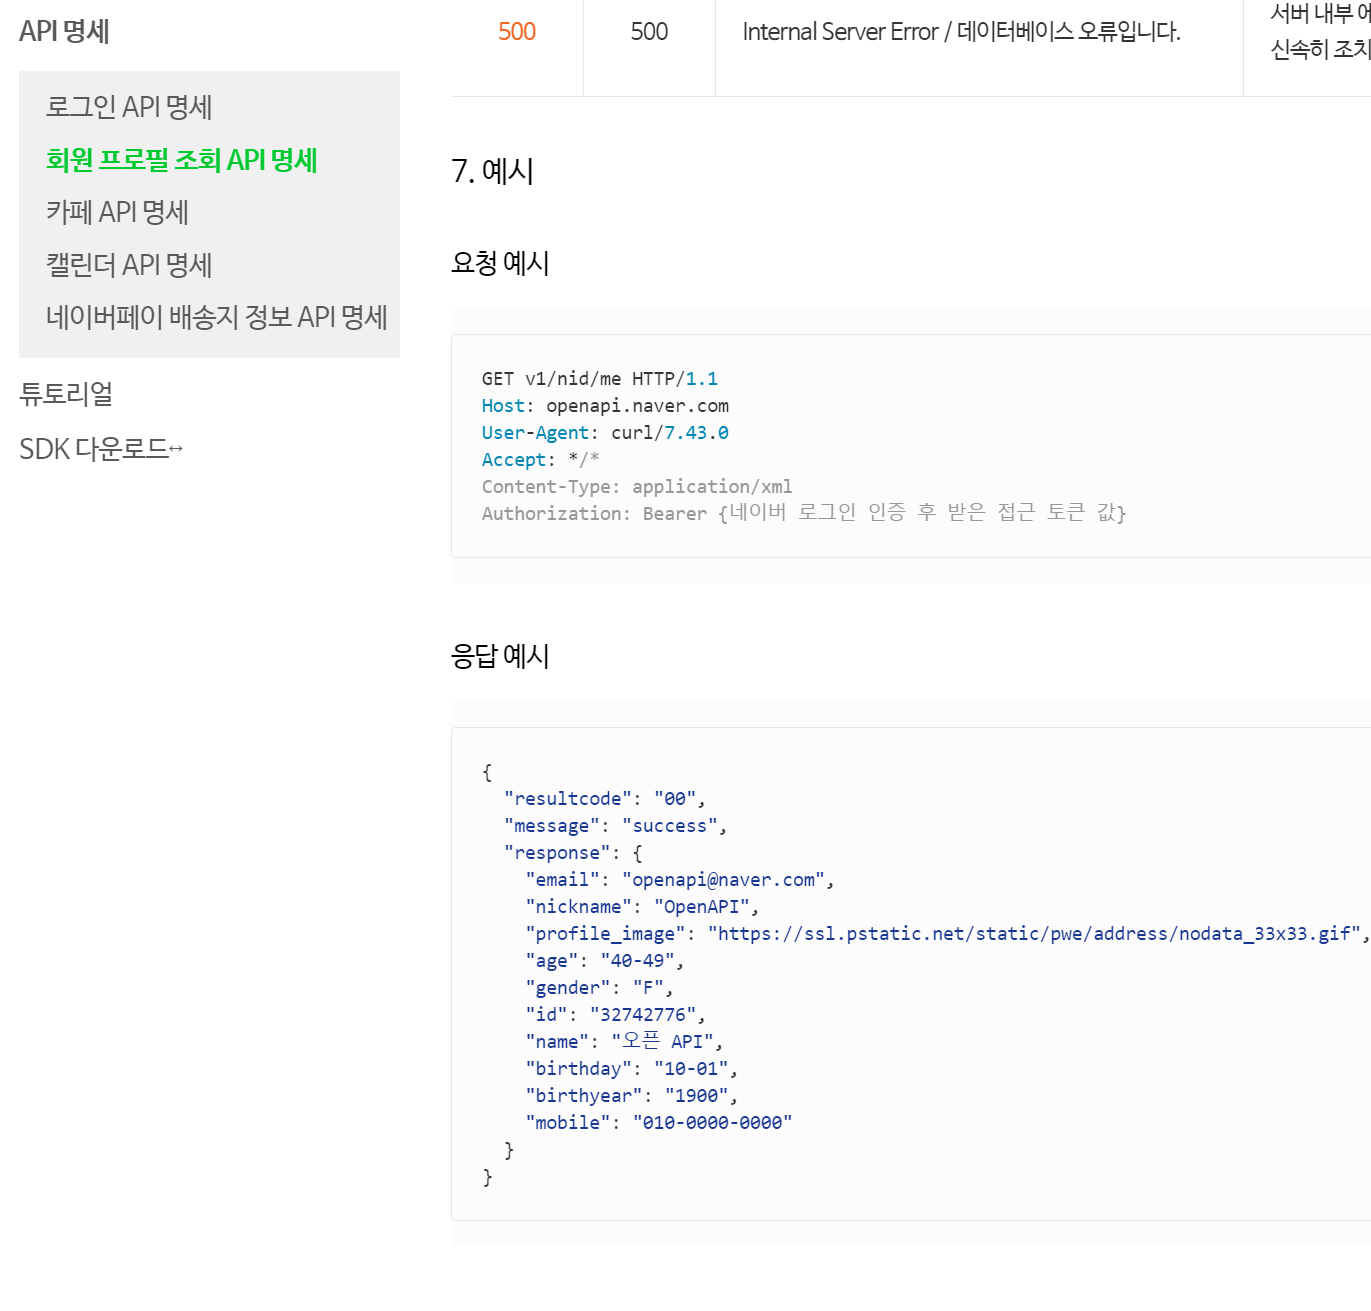 API 명세
로그인 API 명세
회원 프로필 조회 API 명세
카페 API 명세
캘린더 API 명세
네이버페이 배송지 정보 API 명세
튜토리얼
SDK 다운로드↔
500
500
Internal Server Error / 데이터베이스 오류입니다.
서버 내부 에
신속히 조치
7. 예시
요청 예시
GET v1/nid/me HTTP/1.1
Host: openapi.naver.com
User-Agent: curl/7.43.0
Accept: */*
Content-Type: application/xml
Authorization: Bearer {네이버 로그인 인증 후 받은 접근 토큰 값}
응답 예시
{
  "resultcode": "00",
  "message": "success",
  "response": {
    "email": "openapi@naver.com",
    "nickname": "OpenAPI",
    "profile_image": "https://ssl.pstatic.net/static/pwe/address/nodata_33x33.gif",
    "age": "40-49",
    "gender": "F",
    "id": "32742776",
    "name": "오픈 API",
    "birthday": "10-01",
    "birthyear": "1900",
    "mobile": "010-0000-0000"
  }
}